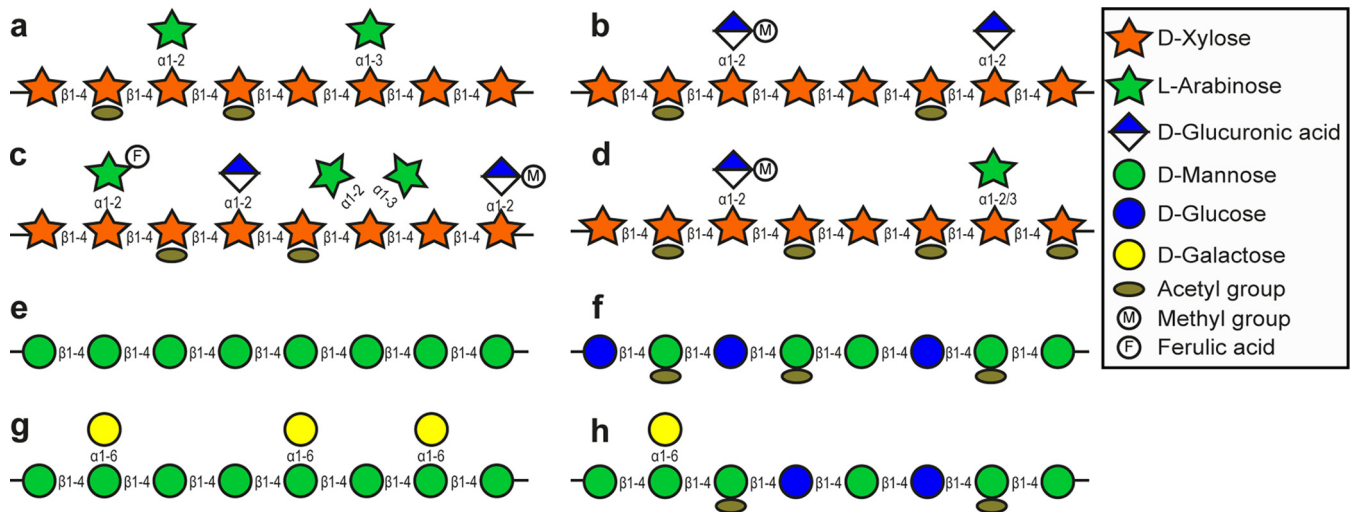 a
α1-2 α1-3
β1-4 β1-4 β1-4 β1-4 β1-4 β1-4 β1-4
b
M
α1-2 α1-2
β1-4 β1-4 β1-4 β1-4 β1-4 β1-4 β1-4
c
F
M
α1-2 α1-2 α1-2 α1-3 α1-2
β1-4 β1-4 β1-4 β1-4 β1-4 β1-4 β1-4
d
M
α1-2 α1-2/3
β1-4 β1-4 β1-4 β1-4 β1-4 β1-4 β1-4
e
β1-4 β1-4 β1-4 β1-4 β1-4 β1-4 β1-4
f
β1-4 β1-4 β1-4 β1-4 β1-4 β1-4 β1-4
g
α1-6 α1-6 α1-6
β1-4 β1-4 β1-4 β1-4 β1-4 β1-4 β1-4
h
α1-6
β1-4 β1-4 β1-4 β1-4 β1-4 β1-4 β1-4
D-Xylose
L-Arabinose
D-Glucuronic acid
D-Mannose
D-Glucose
D-Galactose
Acetyl group
M Methyl group
F Ferulic acid